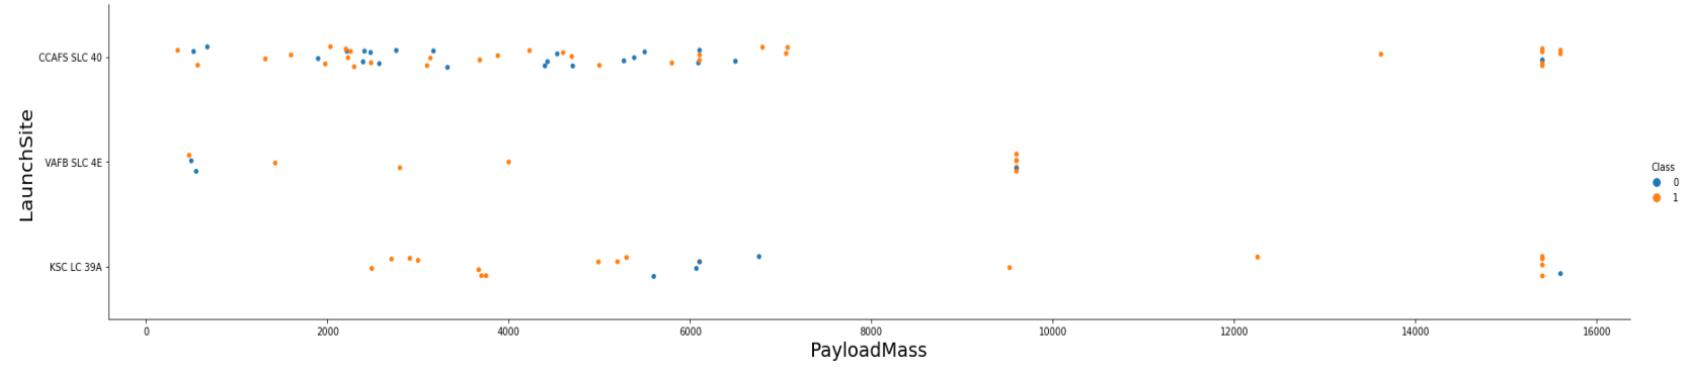 CCAFS SLC 40
VAFB SLC 4E
KSC LC 39A
LaunchSite
0 2000 4000 6000 8000 10000 12000 14000 16000
PayloadMass
Class
0
1